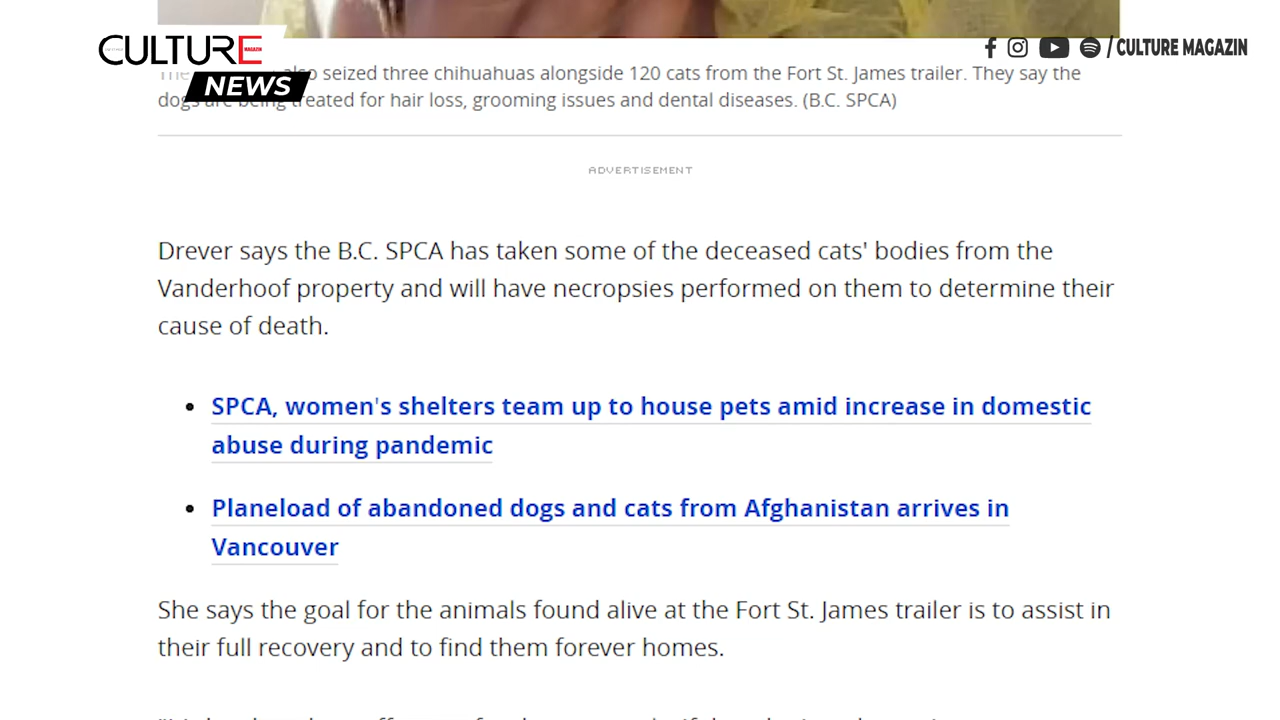 CULTURE
MAGAZIN
NEWS
/ CULTURE MAGAZIN
The also seized three chihuahuas alongside 120 cats from the Fort St. James trailer. They say the
dogs are being treated for hair loss, grooming issues and dental diseases. (B.C. SPCA)
ADVERTISEMENT
Drever says the B.C. SPCA has taken some of the deceased cats' bodies from the
Vanderhoof property and will have necropsies performed on them to determine their
cause of death.
SPCA, women's shelters team up to house pets amid increase in domestic
abuse during pandemic
Planeload of abandoned dogs and cats from Afghanistan arrives in
Vancouver
She says the goal for the animals found alive at the Fort St. James trailer is to assist in
their full recovery and to find them forever homes.